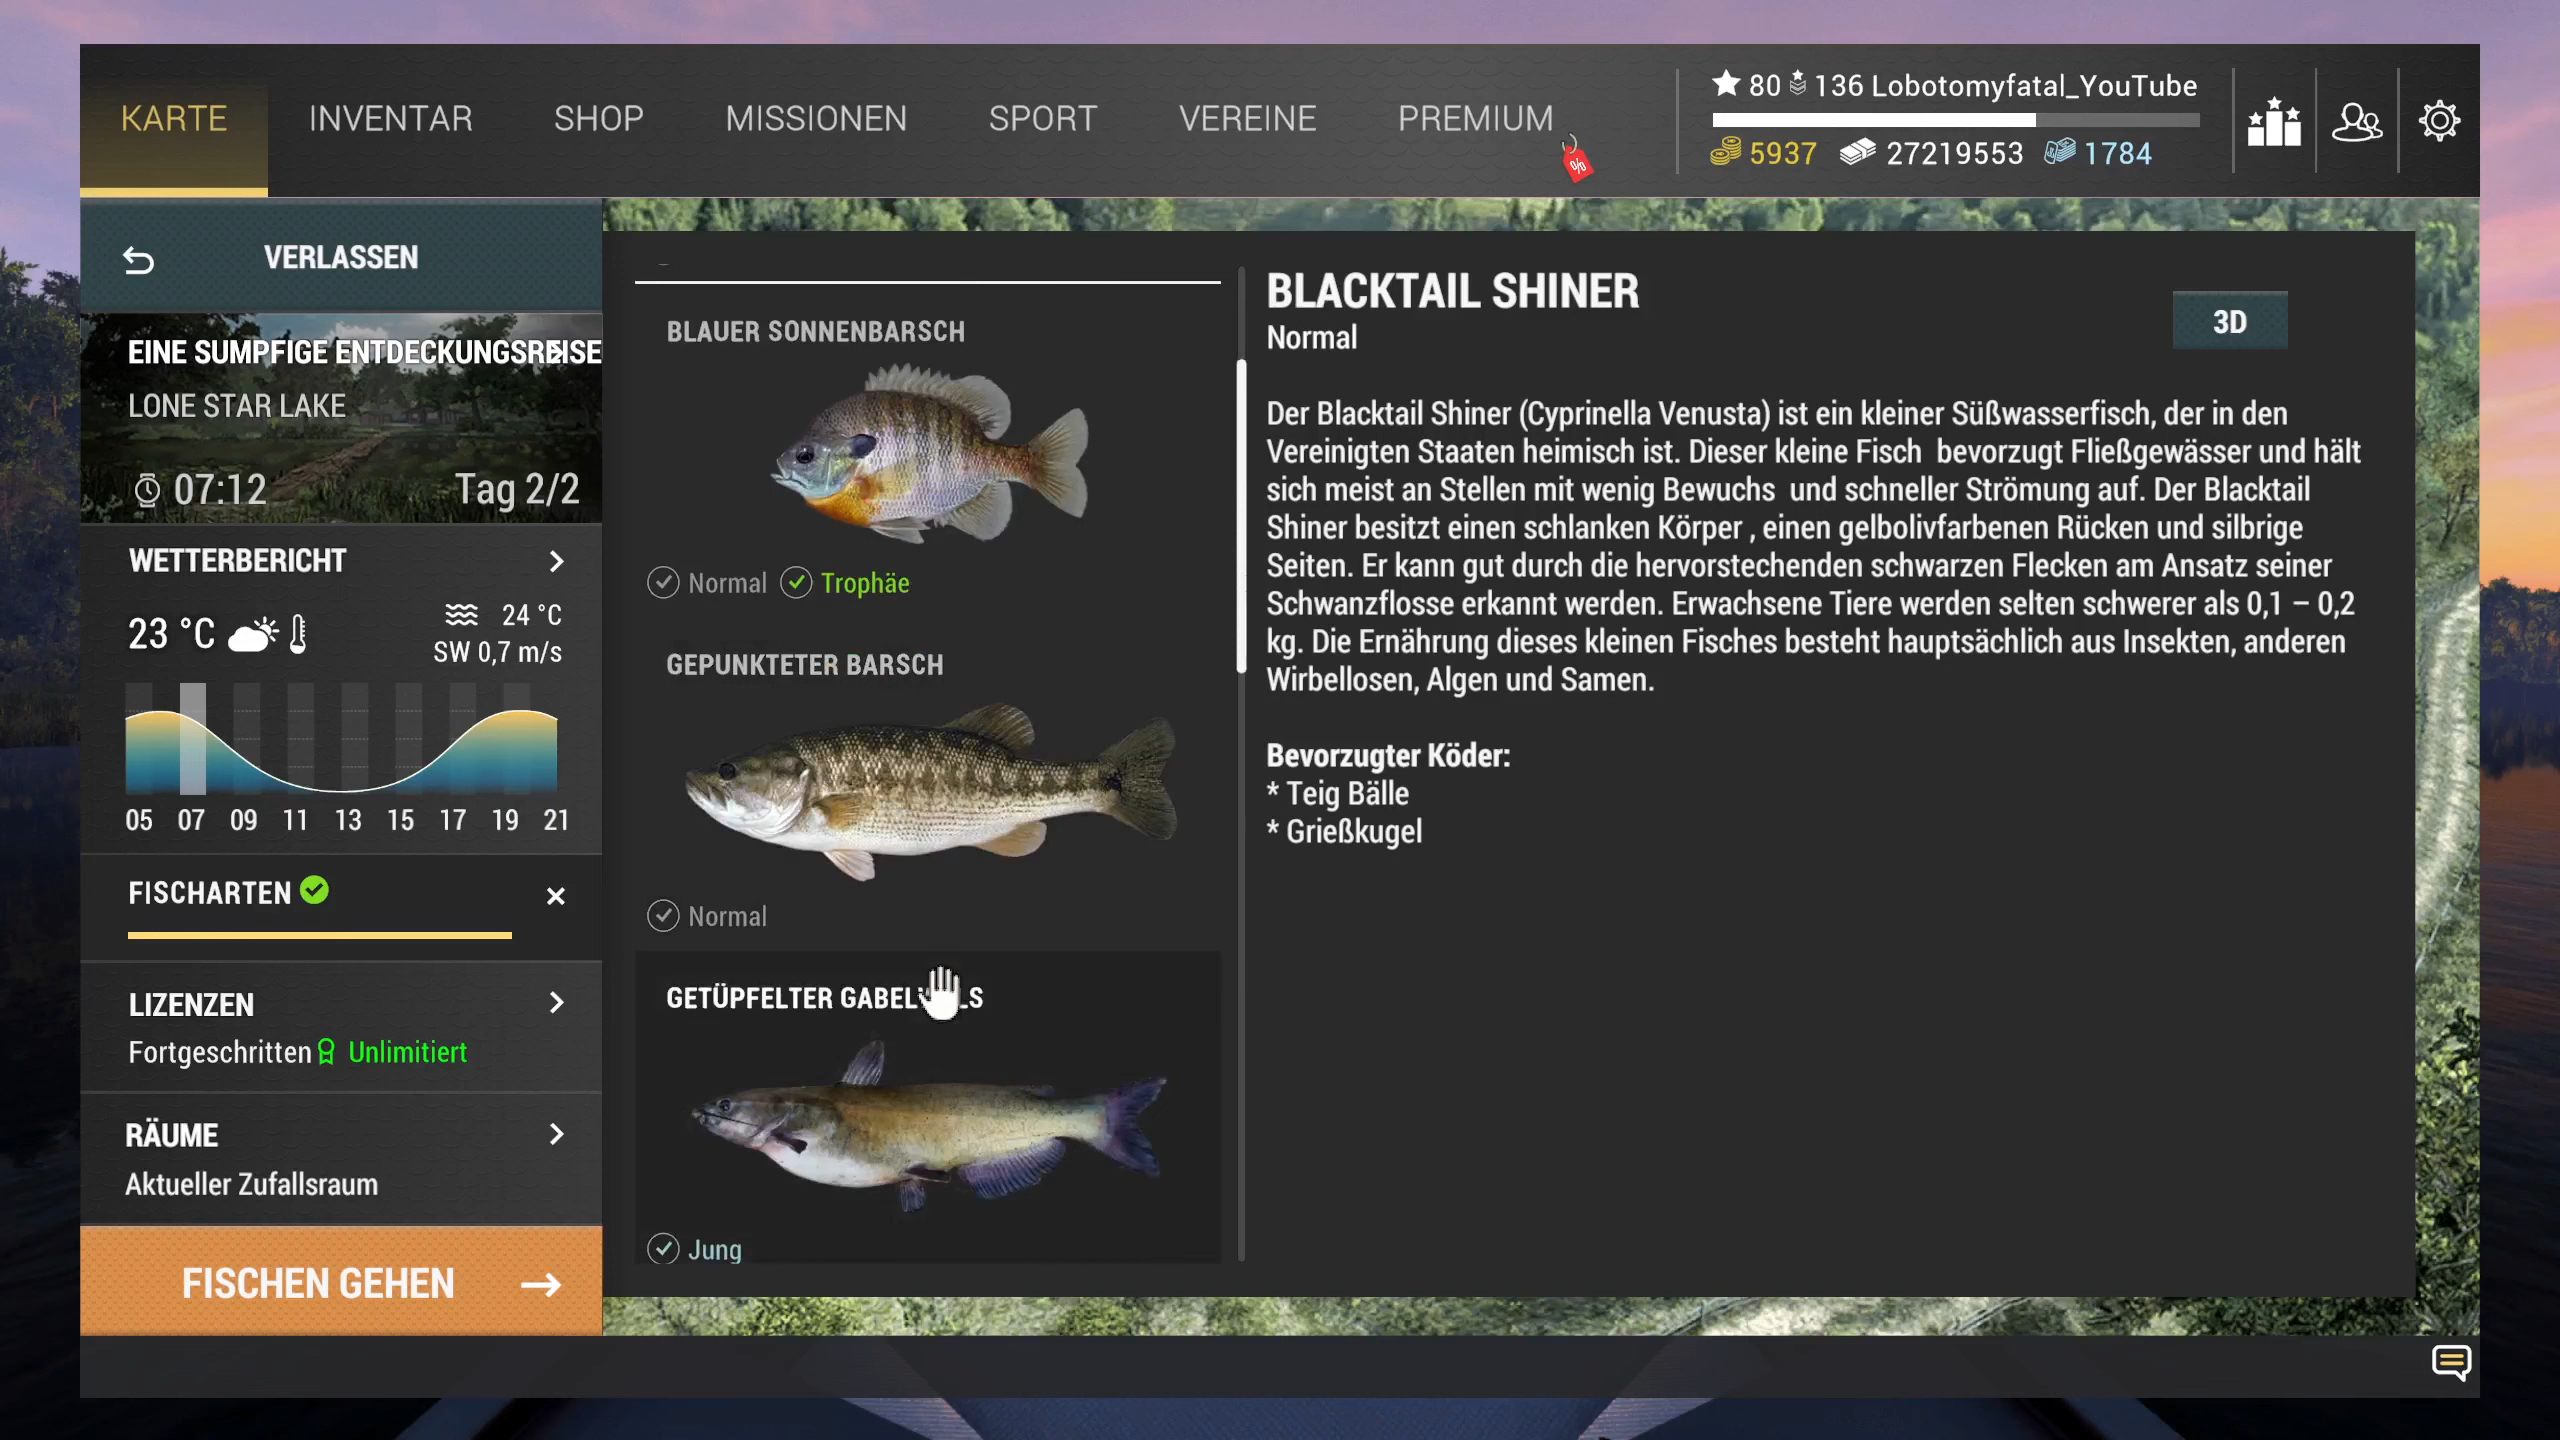 KARTE
INVENTAR
SHOP
MISSIONEN
SPORT
VEREINE
PREMIUM
%
80 136 Lobotomyfatal_YouTube
5937 27219553 1784
VERLASSEN
EINE SUMPFIGE ENTDECKUNGSREISE
LONE STAR LAKE
07:12 Tag 2/2
WETTERBERICHT
23 °C
24 °C
SW 0,7 m/s
05 07 09 11 13 15 17 19 21
FISCHARTEN
LIZENZEN
Fortgeschritten Unlimitiert
RÄUME
Aktueller Zufallsraum
FISCHEN GEHEN
BLAUER SONNENBARSCH
Normal Trophäe
GEPUNKTETER BARSCH
Normal
GETÜPFELTER
Jung
BLACKTAIL SHINER
Normal
3D
Der Blacktail Shiner (Cyprinella Venusta) ist ein kleiner Süßwasserfisch, der in den
Vereinigten Staaten heimisch ist. Dieser kleine Fisch bevorzugt Fließgewässer und hält
sich meist an Stellen mit wenig Bewuchs und schneller Strömung auf. Der Blacktail
Shiner besitzt einen schlanken Körper , einen gelbolivfarbenen Rücken und silbrige
Seiten. Er kann gut durch die hervorstechenden schwarzen Flecken am Ansatz seiner
Schwanzflosse erkannt werden. Erwachsene Tiere werden selten schwerer als 0,1 – 0,2
kg. Die Ernährung dieses kleinen Fisches besteht hauptsächlich aus Insekten, anderen
Wirbellosen, Algen und Samen.
Bevorzugter Köder:
* Teig Bälle
* Grießkugel